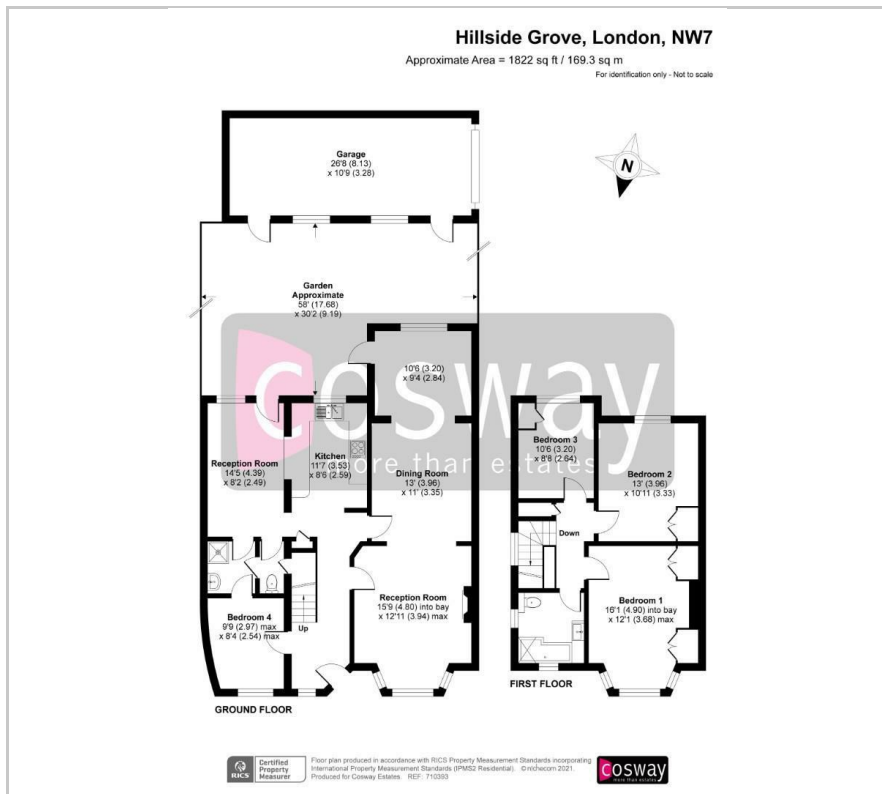 Hillside Grove, London, NW7
Approximate Area = 1822 sq ft / 169.3 sq m
For identification only - Not to scale
Garage
26'8 (8.13)
x 10'9 (3.28)
N
Garden
Approximate
58' (17.68)
x 30'2 (9.19)
10'6 (3.20)
x 9'4 (2.84)
cosway
more than estates
Reception Room
14'5 (4.39)
x 8'2 (2.49)
Kitchen
11'7 (3.53)
x 8'6 (2.59)
Dining Room
13' (3.96)
x 11' (3.35)
Bedroom 3
10'6 (3.20)
x 8'8 (2.64)
Bedroom 2
13' (3.96)
x 10'11 (3.33)
Down
Reception Room
15'9 (4.80) into bay
x 12'11 (3.94) max
Bedroom 4
9'9 (2.97) max
x 8'4 (2.54) max
Up
Bedroom 1
16'1 (4.90) into bay
x 12'1 (3.68) max
GROUND FLOOR
FIRST FLOOR
RICS
Certified
Property
Measurer
Floor plan produced in accordance with RICS Property Measurement Standards incorporating
International Property Measurement Standards (IPMS2 Residential). ©nichecom 2021.
Produced for Cosway Estates. REF: 710393
cosway
more than estates